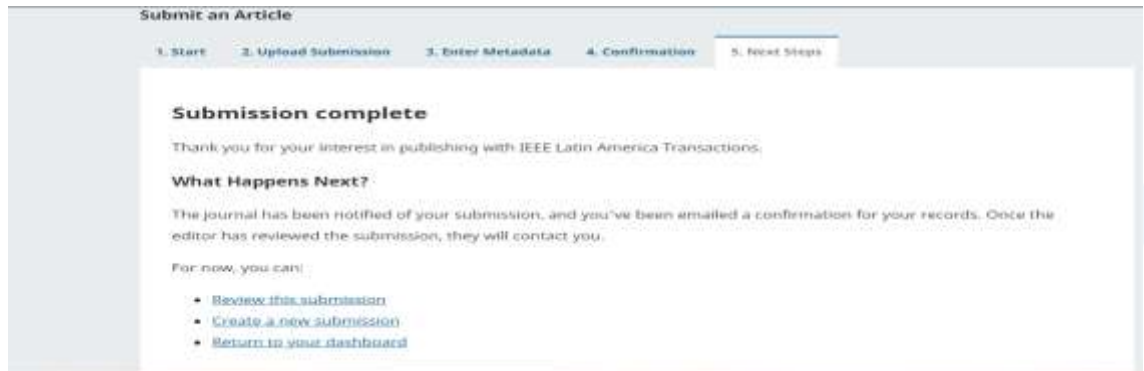 Submit an Article
1. Start 2. Upload Submission 3. Enter Metadata 4. Confirmation 5. Next Steps
Submission complete
Thank you for your interest in publishing with IEEE Latin America Transactions.
What Happens Next?
The journal has been notified of your submission, and you've been emailed a confirmation for your records. Once the
editor has reviewed the submission, they will contact you.
For now, you can:
• Review this submission
• Create a new submission
• Return to your dashboard